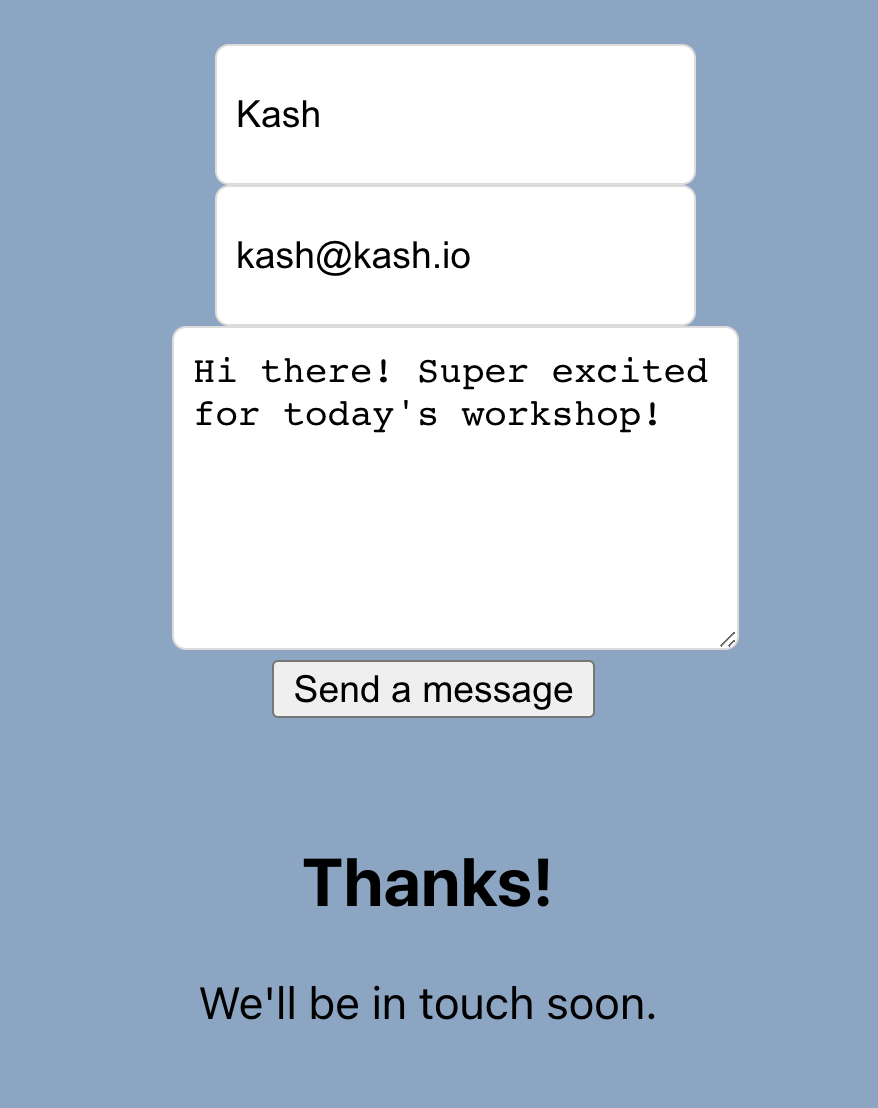 Kash
kash@kash.io
Hi there! Super excited
for today's workshop!
Send a message
Thanks!
We'll be in touch soon.